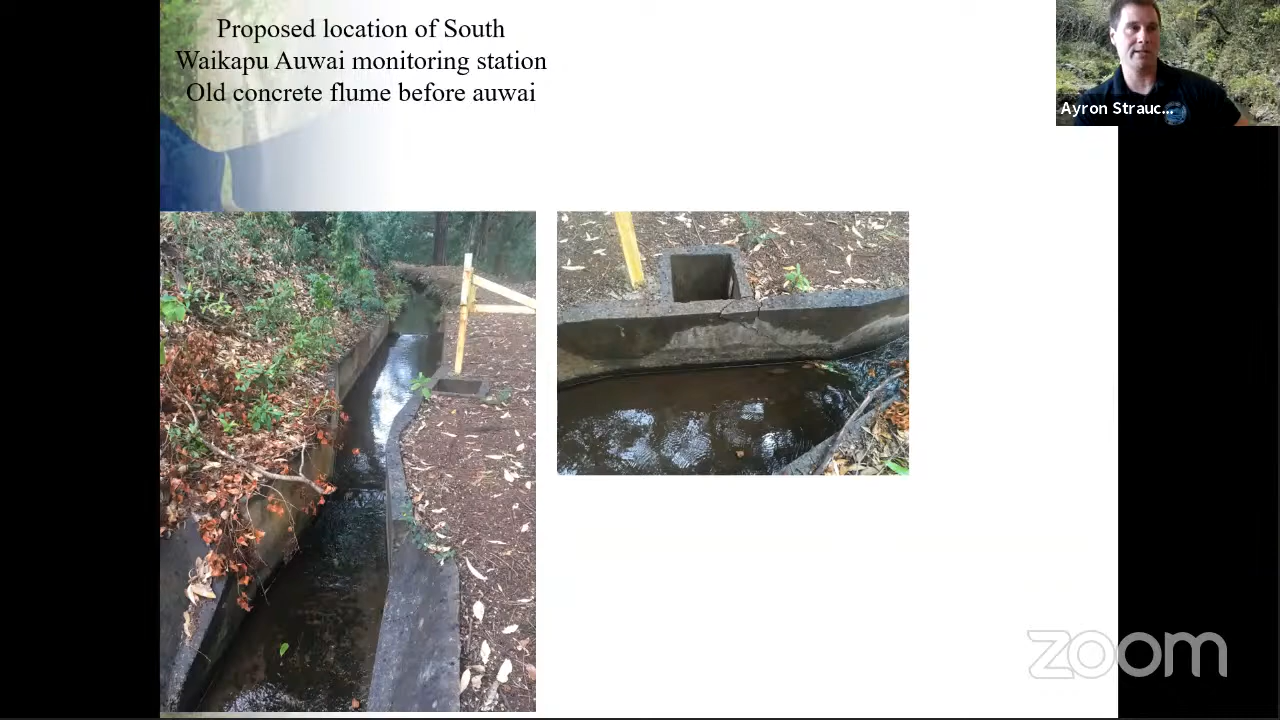 Proposed location of South
Waikapu Auwai monitoring station
Old concrete flume before auwai
Ayron Strauc...
zoom